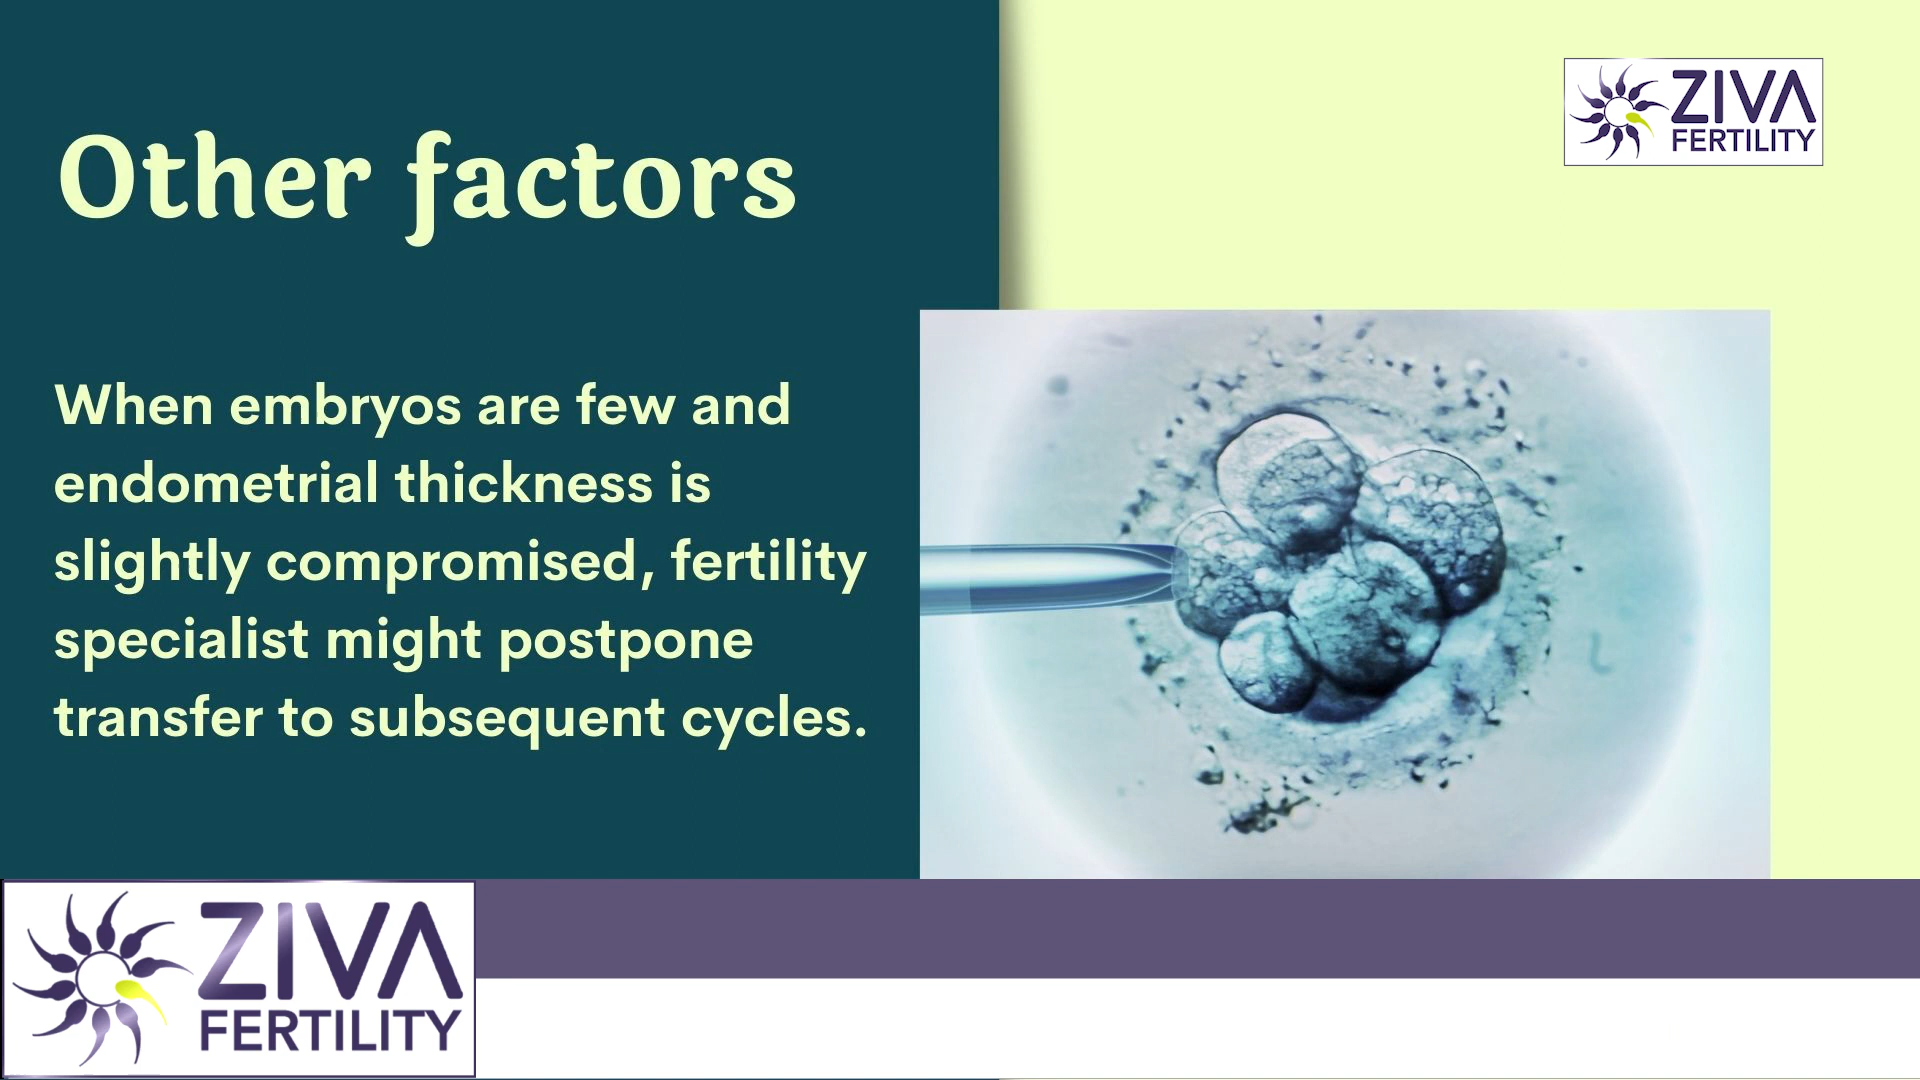 Other factors
ZIVA
FERTILITY
When embryos are few and
endometrial thickness is
slightly compromised, fertility
specialist might postpone
transfer to subsequent cycles.
ZIVA
FERTILITY